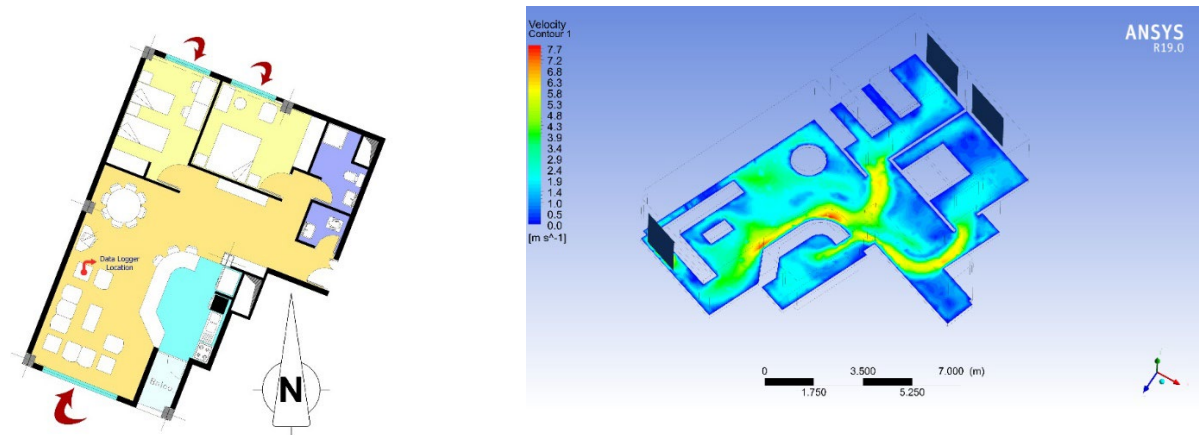 Data Logger
Location
N
Velocity
Contour 1
7.7
7.2
6.8
6.3
5.8
5.3
4.8
4.3
3.9
3.4
2.9
2.4
1.9
1.4
1.0
0.5
0.0
[m s^-1]
ANSYS
R19.0
0
3.500
7.000 (m)
1.750
5.250